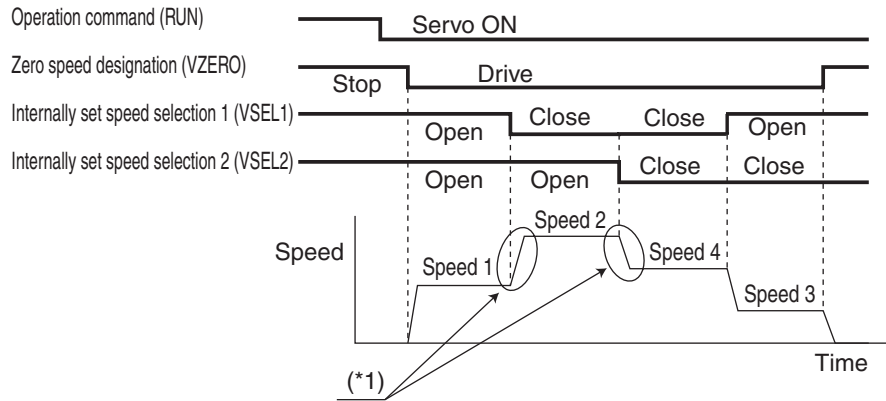 Operation command (RUN)
Servo ON
Zero speed designation (VZERO)
Stop
Drive
Internally set speed selection 1 (VSEL1)
Open
Close
Close
Open
Internally set speed selection 2 (VSEL2)
Open
Open
Close
Close
Speed
Speed 1
Speed 2
Speed 4
Speed 3
Time
(*1)